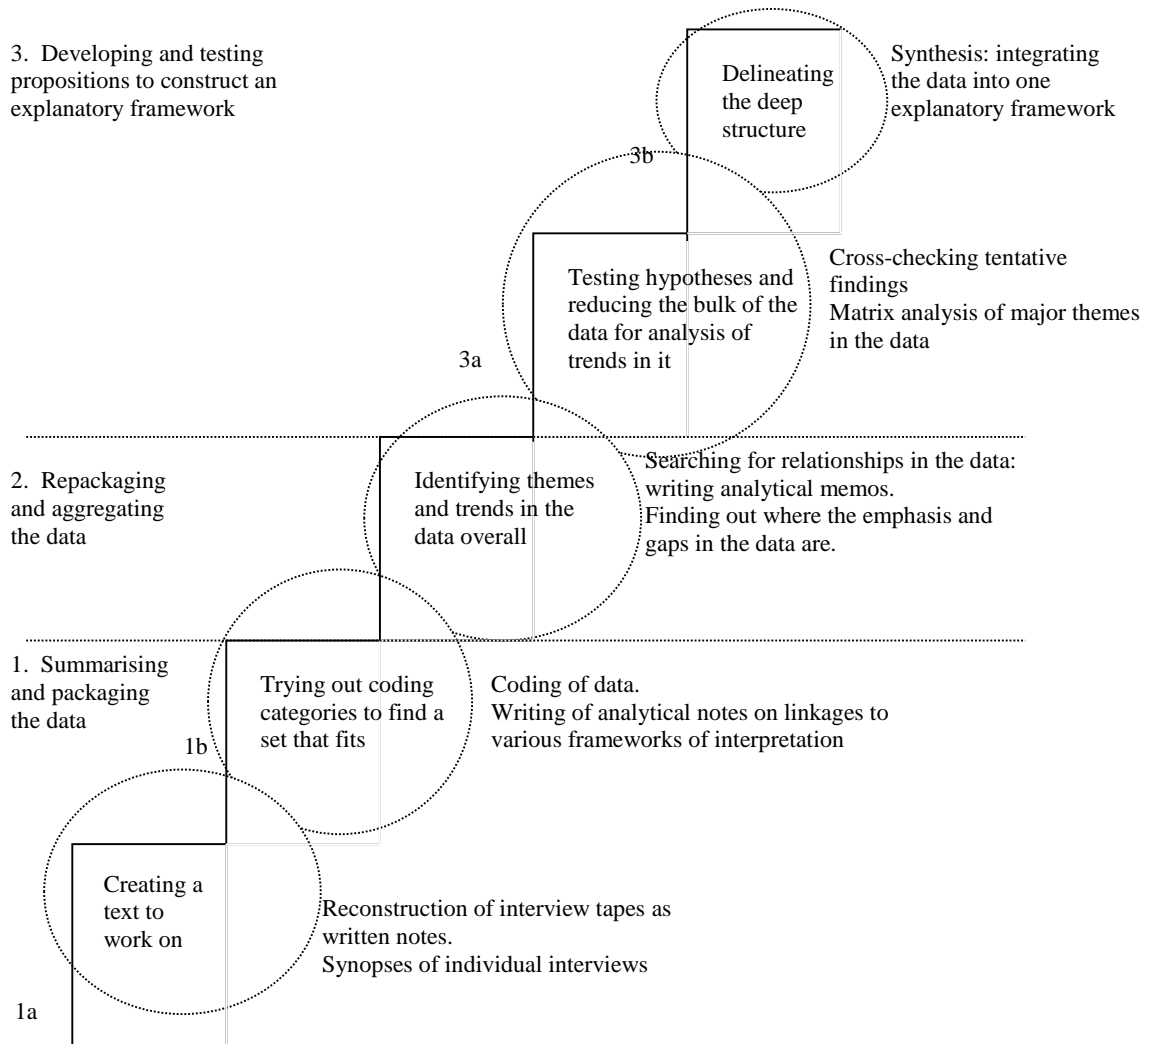 3. Developing and testing
propositions to construct an
explanatory framework
Delineating
the deep
structure
Synthesis: integrating
the data into one
explanatory framework
3b
Testing hypotheses and
reducing the bulk of the
data for analysis of
trends in it
Cross-checking tentative
findings
Matrix analysis of major themes
in the data
3a
2. Repackaging
and aggregating
the data
Identifying themes
and trends in the
data overall
Searching for relationships in the data:
writing analytical memos.
Finding out where the emphasis and
gaps in the data are.
1. Summarising
and packaging
the data
Trying out coding
categories to find a
set that fits
Coding of data.
Writing of analytical notes on linkages to
various frameworks of interpretation
1b
Creating a
text to
work on
Reconstruction of interview tapes as
written notes.
Synopses of individual interviews
1a